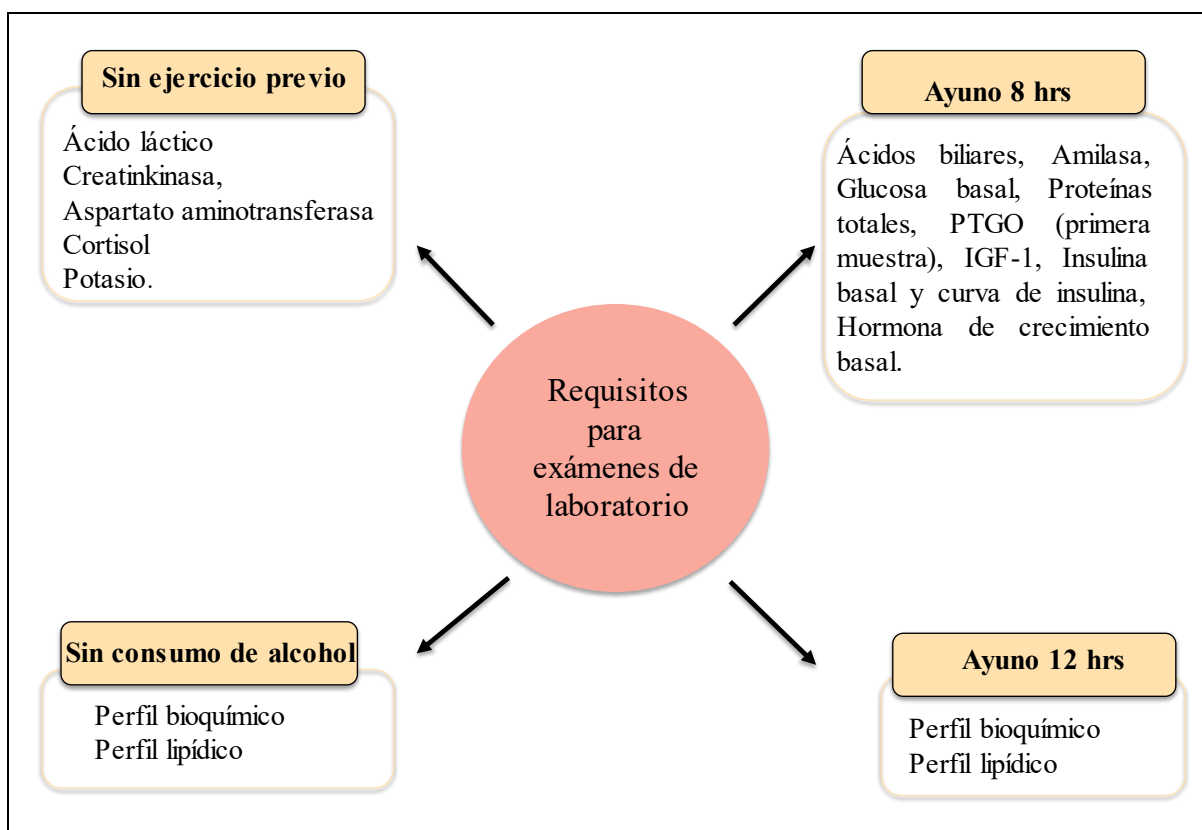 Sin ejercicio previo
Ácido láctico
Creatinkinasa,
Aspartato aminotransferasa
Cortisol
Potasio.
Ayuno 8 hrs
Ácidos biliares, Amilasa,
Glucosa basal, Proteínas
totales, PTGO (primera
muestra), IGF-1, Insulina
basal y curva de insulina,
Hormona de crecimiento
basal.
Requisitos
para
exámenes de
laboratorio
Sin consumo de alcohol
Perfil bioquímico
Perfil lipídico
Ayuno 12 hrs
Perfil bioquímico
Perfil lipídico